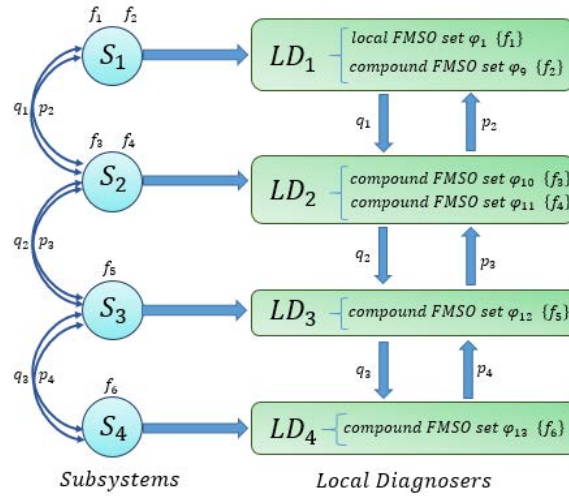 f₁ f₂
S₁
LD₁
local FMSO set φ₁ {f₁}
compound FMSO set φ₉ {f₂}
q₁ p₂
q₁ p₂
f₃ f₄
S₂
LD₂
compound FMSO set φ₁₀ {f₃}
compound FMSO set φ₁₁ {f₄}
q₂ p₃
q₂ p₃
f₅
S₃
LD₃
compound FMSO set φ₁₂ {f₅}
q₃ p₄
q₃ p₄
f₆
S₄
LD₄
compound FMSO set φ₁₃ {f₆}
Subsystems Local Diagnosers